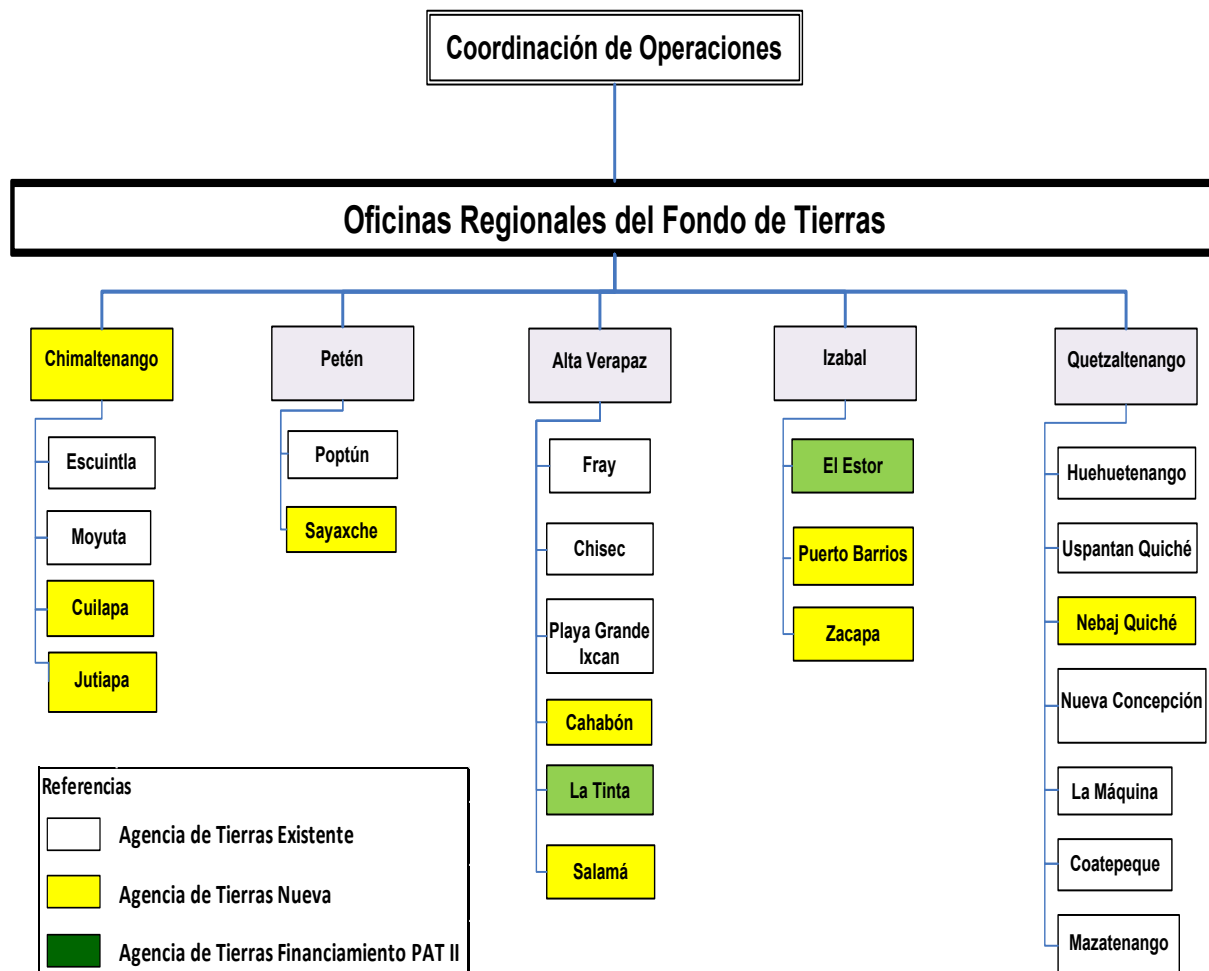 Coordinación de Operaciones
Oficinas Regionales del Fondo de Tierras
Chimaltenango
Escuintla
Moyuta
Cuilapa
Jutiapa
Petén
Poptún
Sayaxche
Alta Verapaz
Fray
Chisec
Playa Grande
Ixcan
Cahabón
La Tinta
Salamá
Izabal
El Estor
Puerto Barrios
Zacapa
Quetzaltenango
Huehuetenango
Uspantan Quiché
Nebaj Quiché
Nueva Concepción
La Máquina
Coatepeque
Mazatenango
Referencias
Agencia de Tierras Existente
Agencia de Tierras Nueva
Agencia de Tierras Financiamiento PAT II